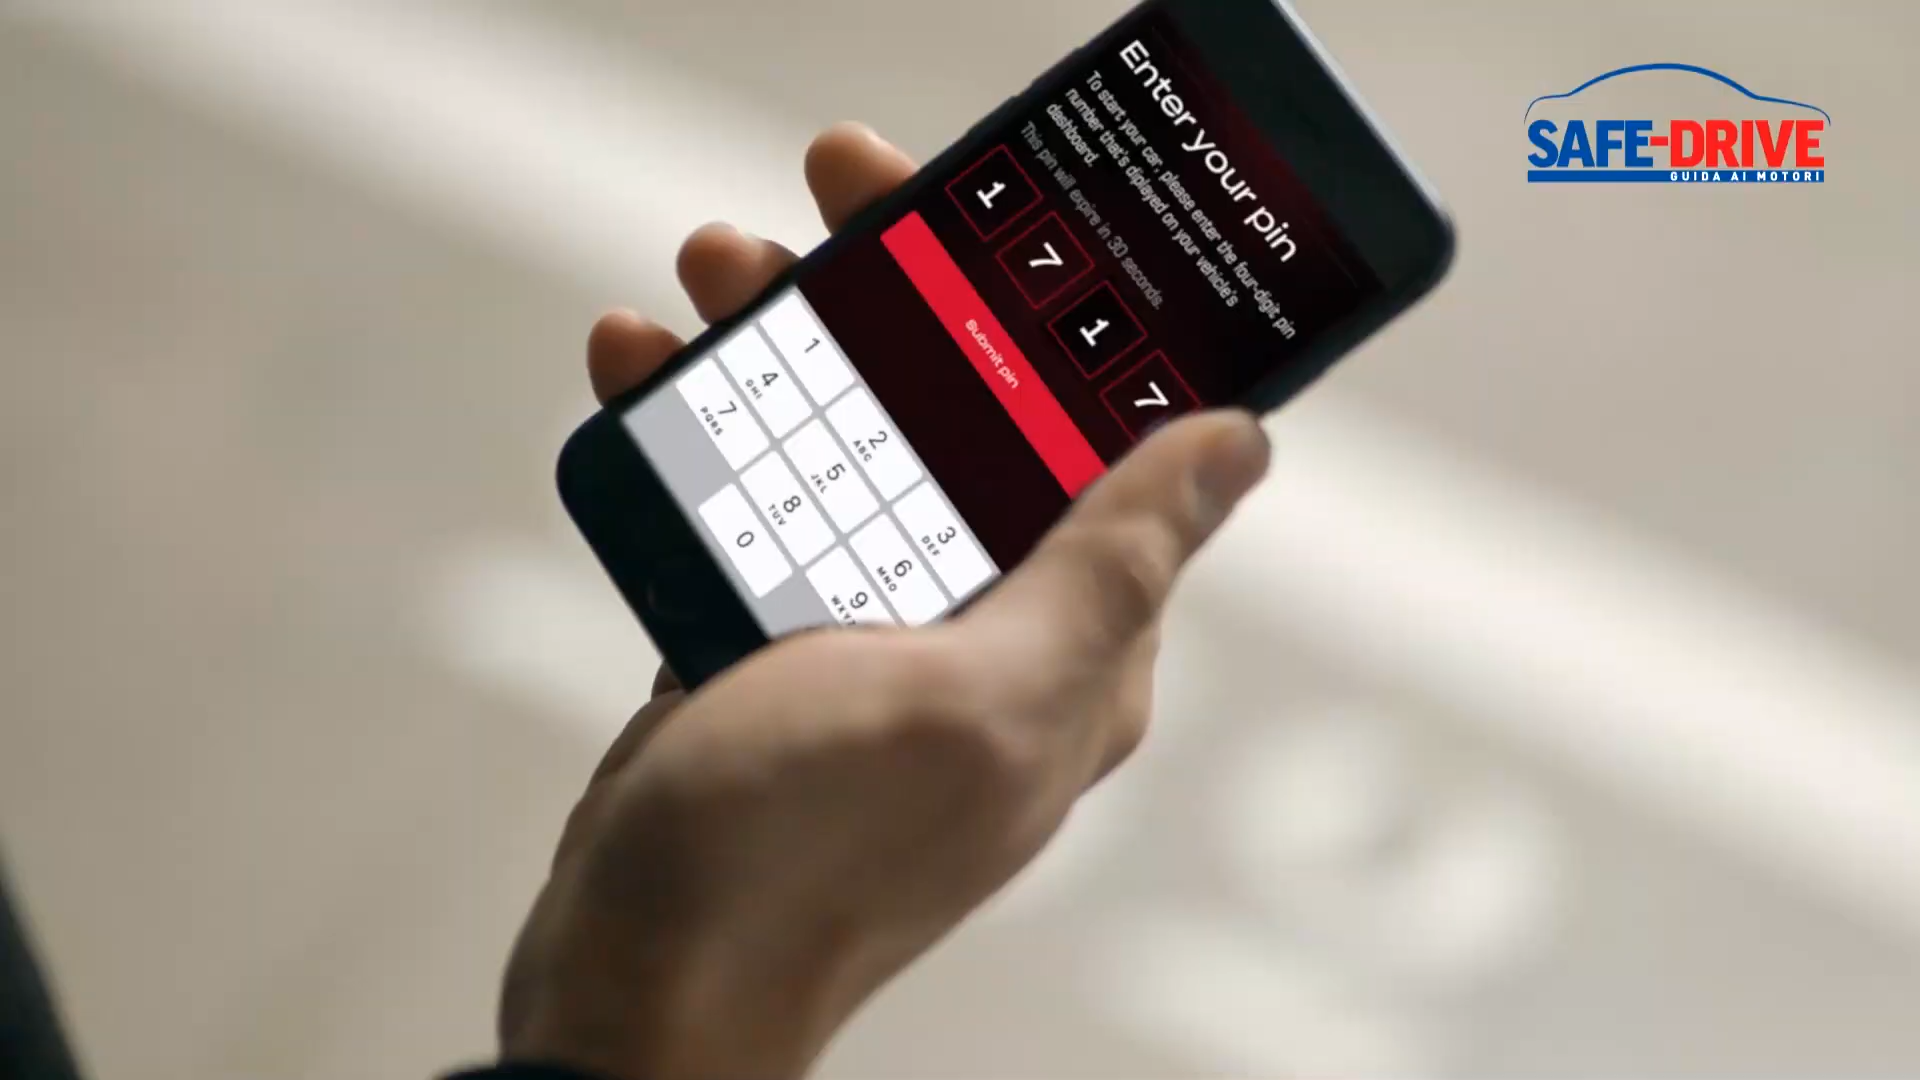 Enter your pin
To start your car, please enter the four-digit pin
number that's diplayed on your vehicle's
dashboard.
This pin will expire in 30 seconds.
1 7 1 7
Submit pin
1
2
ABC
3
DEF
4
GHI
5
JKL
6
MNO
7
PQRS
8
TUV
9
WXYZ
0
SAFE-DRIVE
GUIDA AI MOTORI